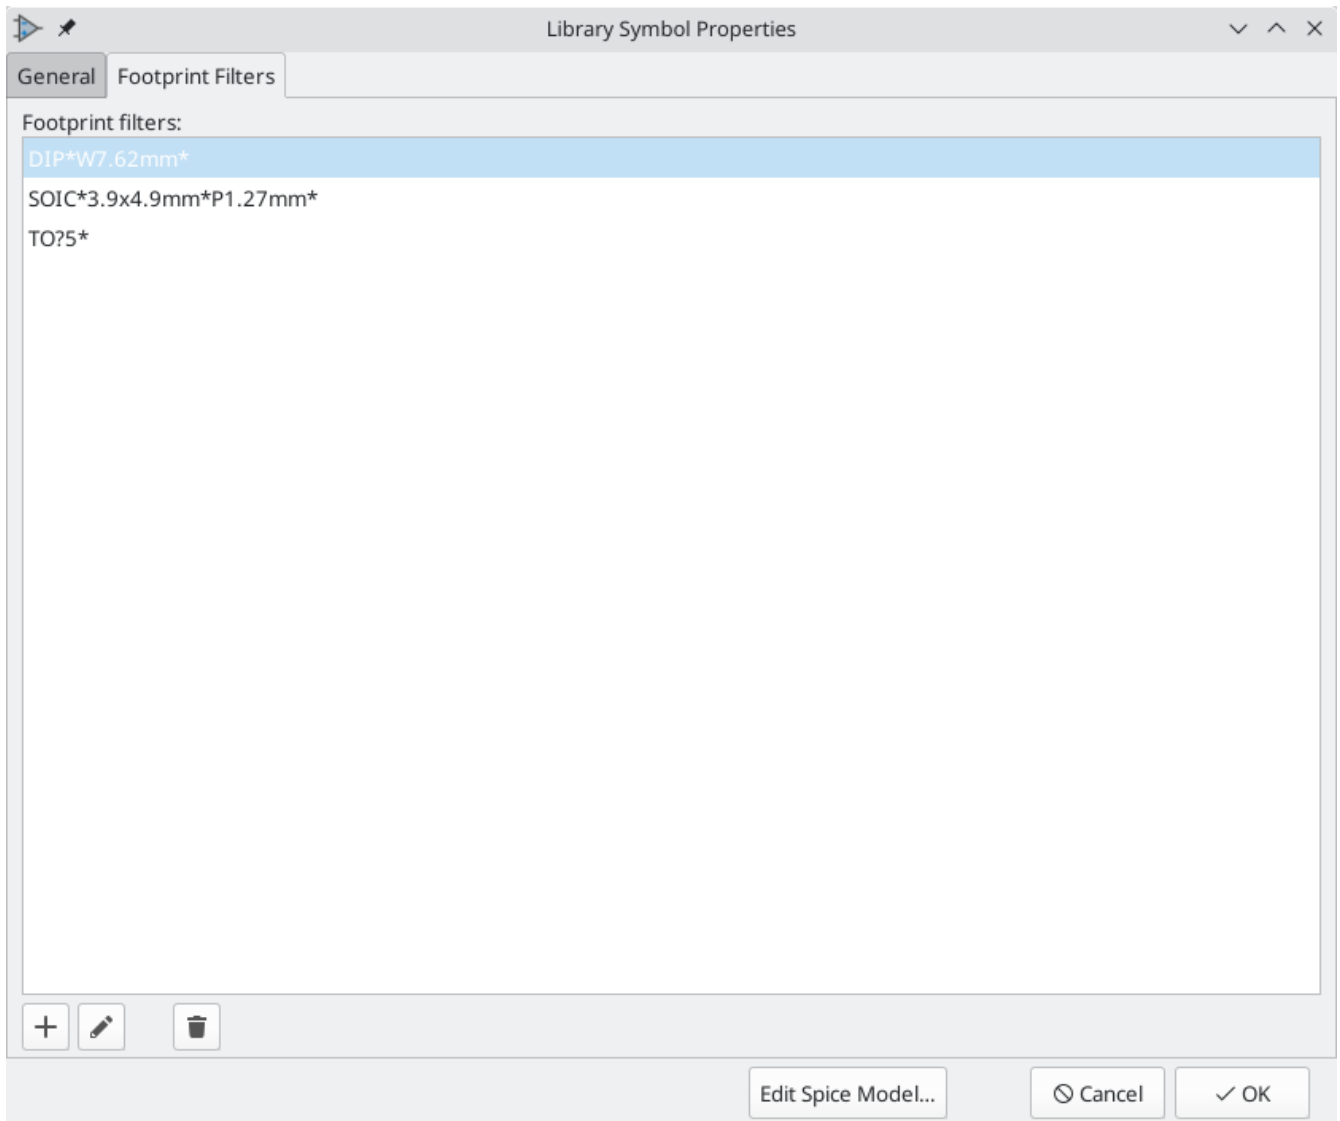 Library Symbol Properties
General Footprint Filters
Footprint filters:
DIP*W7.62mm*
SOIC*3.9x4.9mm*P1.27mm*
TO?5*
Edit Spice Model... Cancel OK